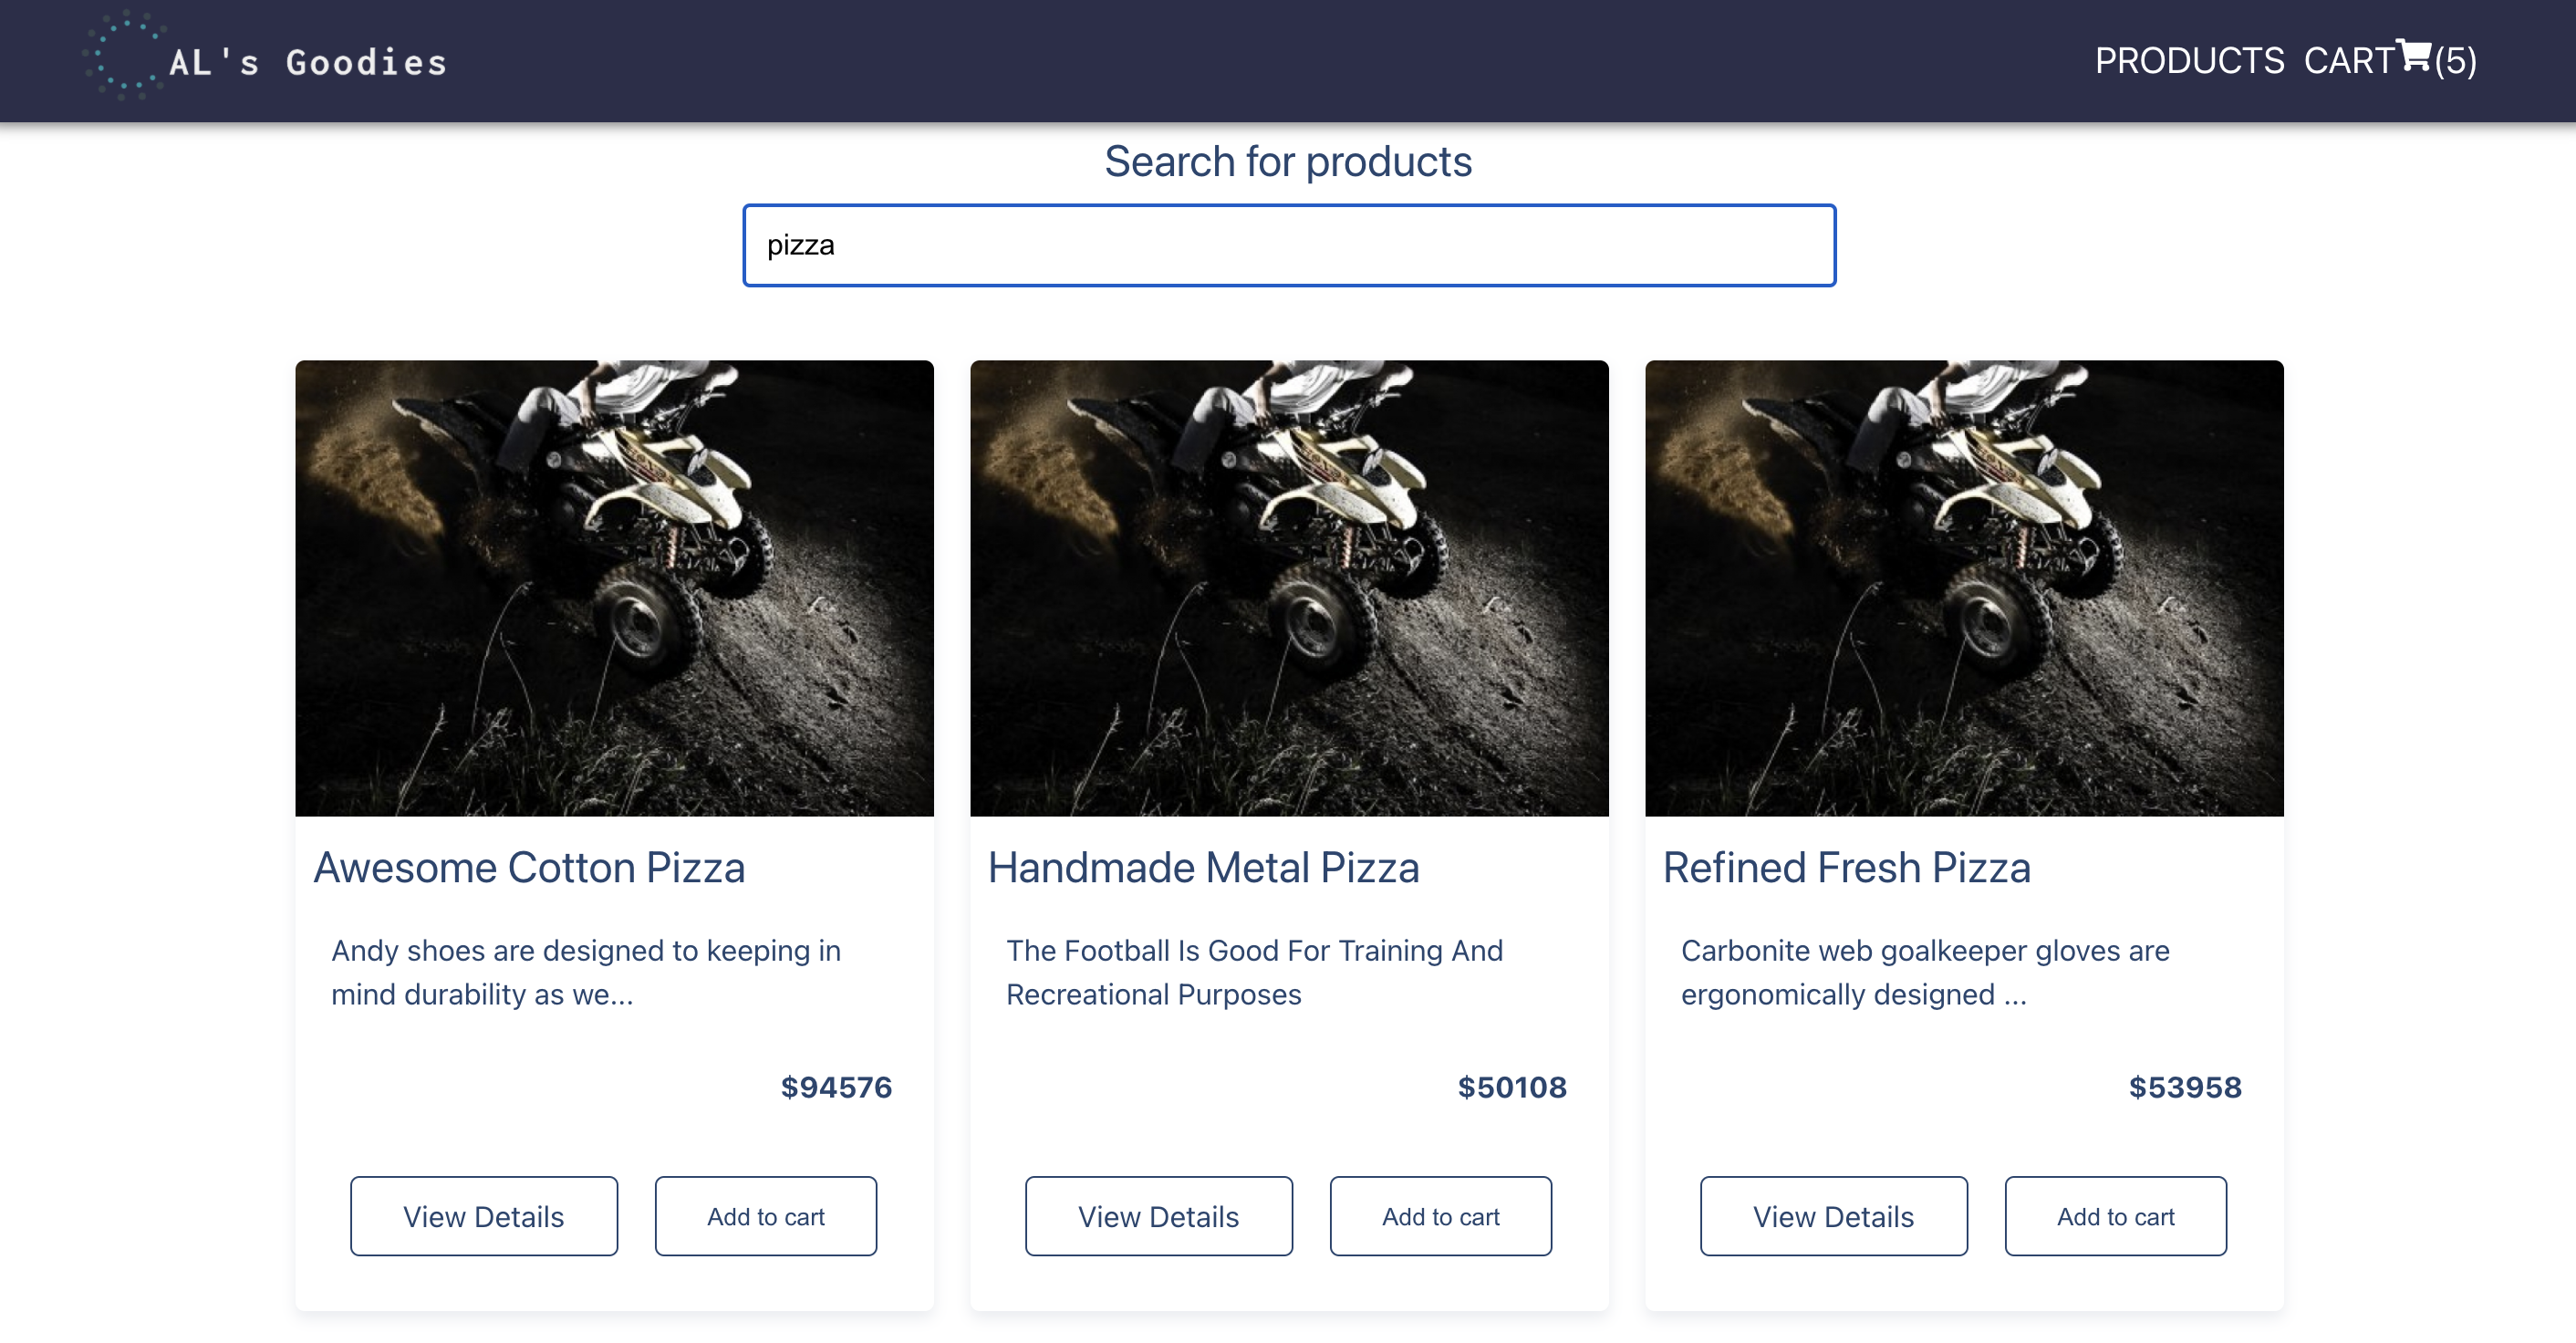 AL's Goodies
PRODUCTS CART(5)
Search for products
pizza
Awesome Cotton Pizza
Andy shoes are designed to keeping in
mind durability as we...
$94576
View Details
Add to cart
Handmade Metal Pizza
The Football Is Good For Training And
Recreational Purposes
$50108
View Details
Add to cart
Refined Fresh Pizza
Carbonite web goalkeeper gloves are
ergonomically designed ...
$53958
View Details
Add to cart